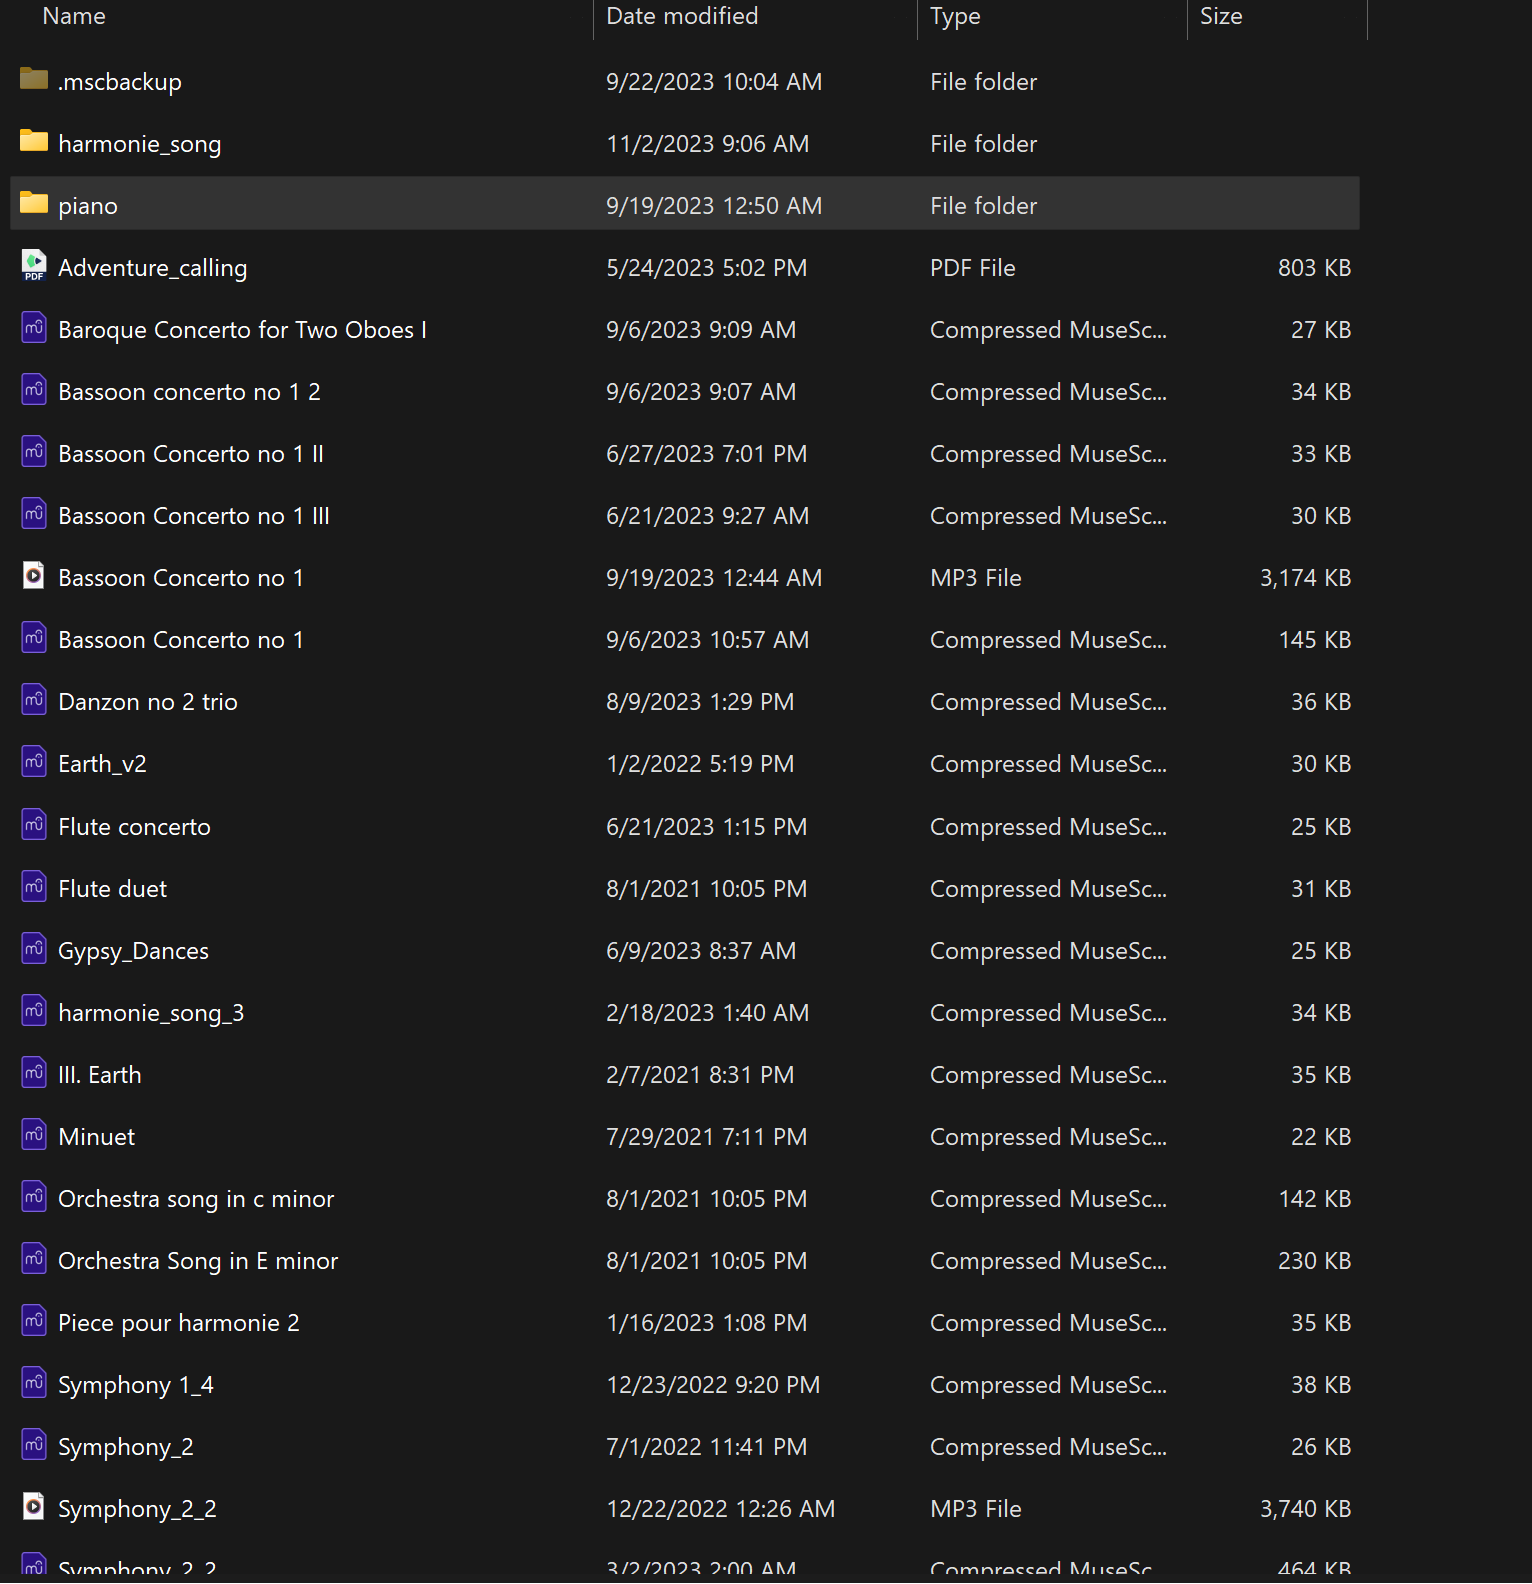 Name Date modified Type Size
.mscbackup 9/22/2023 10:04 AM File folder
harmonie_song 11/2/2023 9:06 AM File folder
piano 9/19/2023 12:50 AM File folder
PDF Adventure_calling 5/24/2023 5:02 PM PDF File 803 KB
Baroque Concerto for Two Oboes I 9/6/2023 9:09 AM Compressed MuseSc... 27 KB
Bassoon concerto no 1 2 9/6/2023 9:07 AM Compressed MuseSc... 34 KB
Bassoon Concerto no 1 II 6/27/2023 7:01 PM Compressed MuseSc... 33 KB
Bassoon Concerto no 1 III 6/21/2023 9:27 AM Compressed MuseSc... 30 KB
Bassoon Concerto no 1 9/19/2023 12:44 AM MP3 File 3,174 KB
Bassoon Concerto no 1 9/6/2023 10:57 AM Compressed MuseSc... 145 KB
Danzon no 2 trio 8/9/2023 1:29 PM Compressed MuseSc... 36 KB
Earth_v2 1/2/2022 5:19 PM Compressed MuseSc... 30 KB
Flute concerto 6/21/2023 1:15 PM Compressed MuseSc... 25 KB
Flute duet 8/1/2021 10:05 PM Compressed MuseSc... 31 KB
Gypsy_Dances 6/9/2023 8:37 AM Compressed MuseSc... 25 KB
harmonie_song_3 2/18/2023 1:40 AM Compressed MuseSc... 34 KB
III. Earth 2/7/2021 8:31 PM Compressed MuseSc... 35 KB
Minuet 7/29/2021 7:11 PM Compressed MuseSc... 22 KB
Orchestra song in c minor 8/1/2021 10:05 PM Compressed MuseSc... 142 KB
Orchestra Song in E minor 8/1/2021 10:05 PM Compressed MuseSc... 230 KB
Piece pour harmonie 2 1/16/2023 1:08 PM Compressed MuseSc... 35 KB
Symphony 1_4 12/23/2022 9:20 PM Compressed MuseSc... 38 KB
Symphony_2 7/1/2022 11:41 PM Compressed MuseSc... 26 KB
Symphony_2_2 12/22/2022 12:26 AM MP3 File 3,740 KB
Symphony_2_2 3/2/2023 2:00 AM Compressed MuseSc... 464 KB